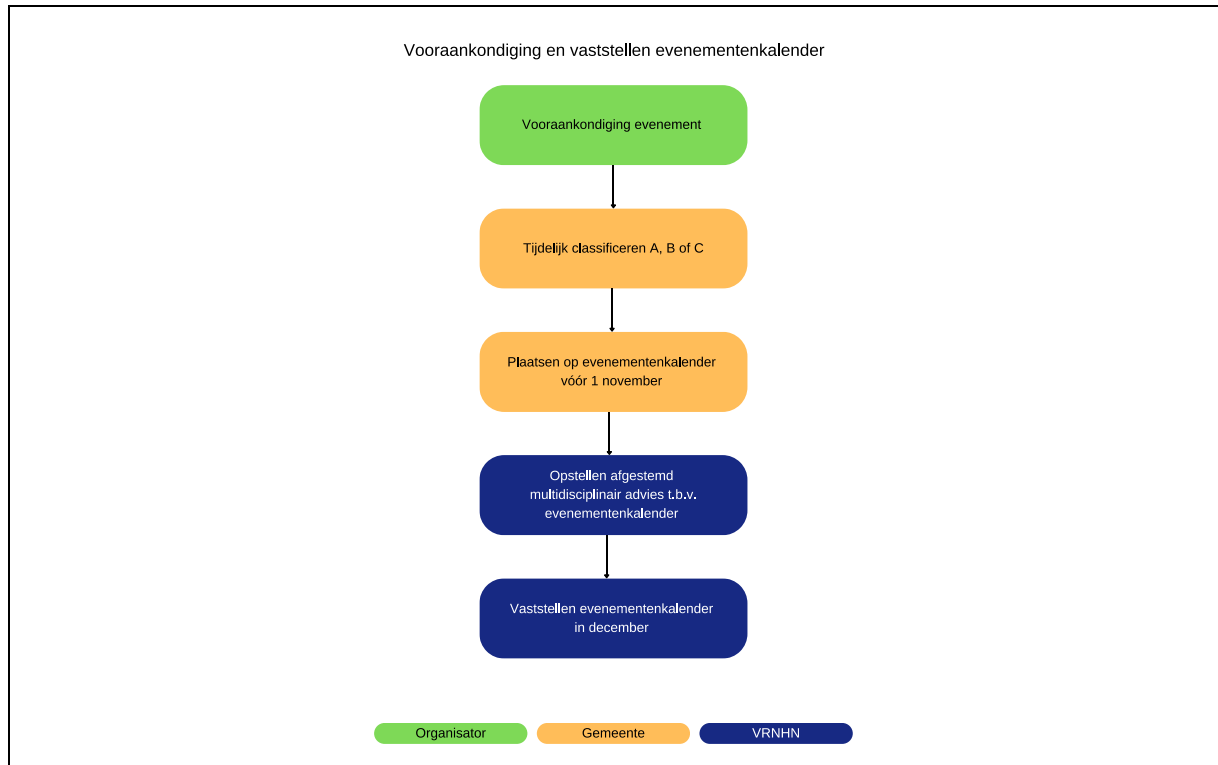 Vooraankondiging en vaststellen evenementenkalender
Vooraankondiging evenement
Tijdelijk classificeren A, B of C
Plaatsen op evenementenkalender
vóór 1 november
Opstellen afgestemd
multidisciplinair advies t.b.v.
evenementenkalender
Vaststellen evenementenkalender
in december
Organisator
Gemeente
VRNHN